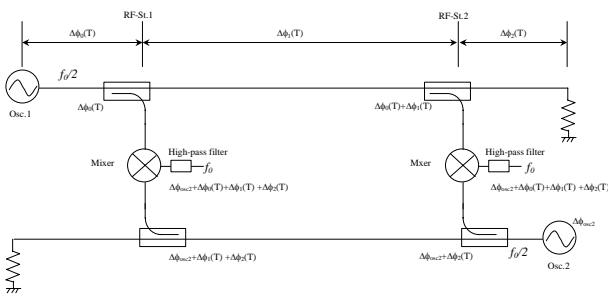 RF-St.1
RF-St.2
Δϕ₀(T)
Δϕ₁(T)
Δϕ₂(T)
f₀/2
Osc.1
Δϕ₀(T)
Δϕ₀(T)+Δϕ₁(T)
Mixer
High-pass filter
f₀
Δϕosc2+Δϕ₀(T)+Δϕ₁(T) +Δϕ₂(T)
Mxer
High-pass filter
f₀
Δϕosc2+Δϕ₀(T)+Δϕ₁(T) +Δϕ₂(T)
Δϕosc2
Δϕosc2+Δϕ₁(T) +Δϕ₂(T)
Δϕosc2+Δϕ₂(T)
f₀/2
Osc.2